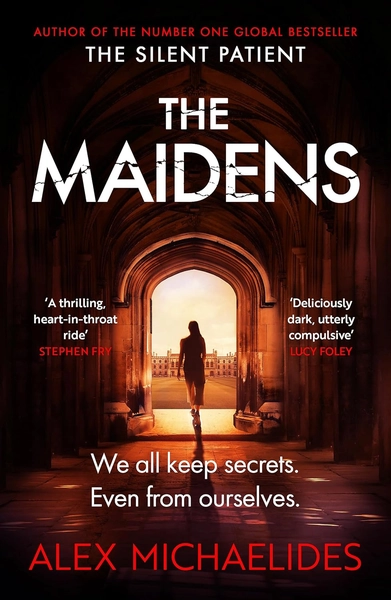 AUTHOR OF THE NUMBER ONE GLOBAL BESTSELLER
THE SILENT PATIENT
THE
MAIDENS
‘A thrilling,
heart-in-throat
ride’
STEPHEN FRY
‘Deliciously
dark, utterly
compulsive’
LUCY FOLEY
We all keep secrets.
Even from ourselves.
ALEX MICHAELIDES